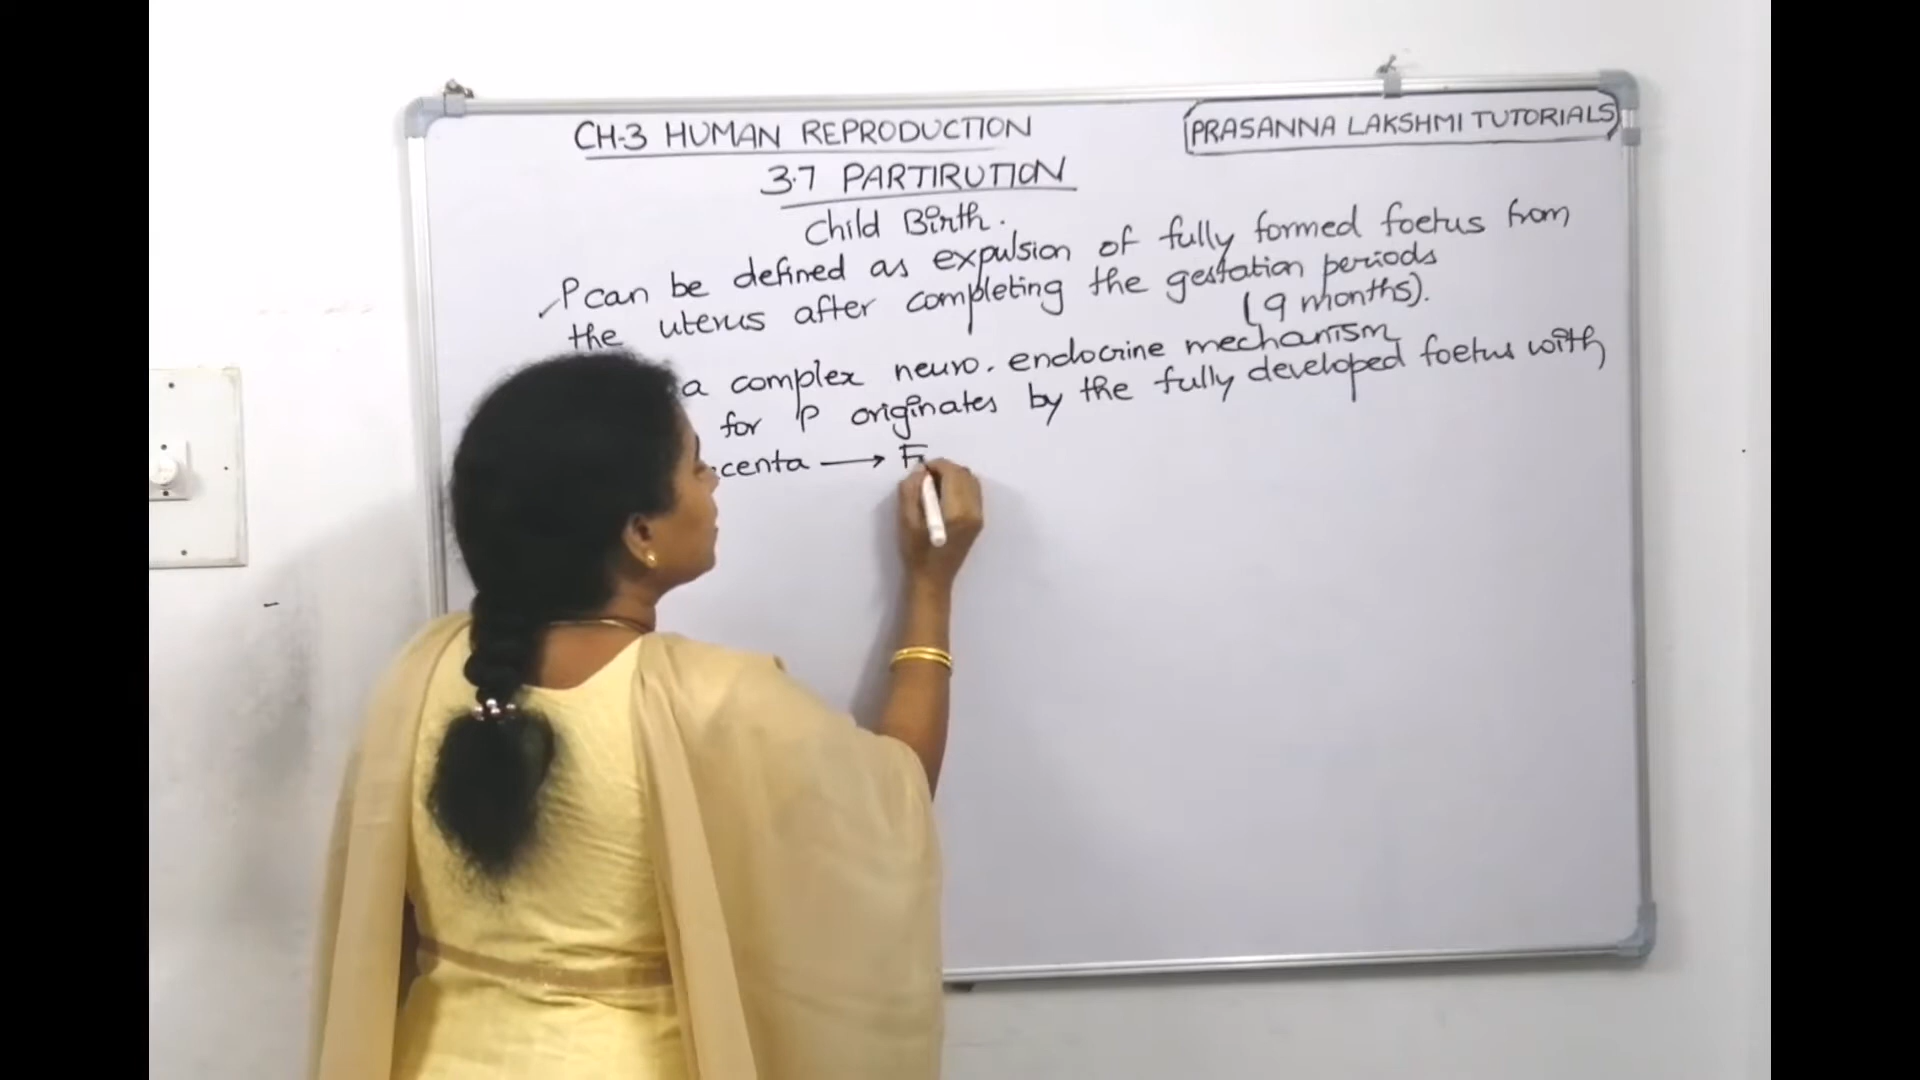 CH-3 HUMAN REPRODUCTION
PRASANNA LAKSHMI TUTORIALS
3.7 PARTIRUTION
Child Birth.
P can be defined as expulsion of fully formed foetus from
the uterus after completing the gestation periods
(9 months).
a complex neuro. endocrine mechanism
for P originates by the fully developed foetus with
centa → F